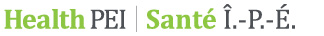 Health PEI | Santé Î.-P.-É.